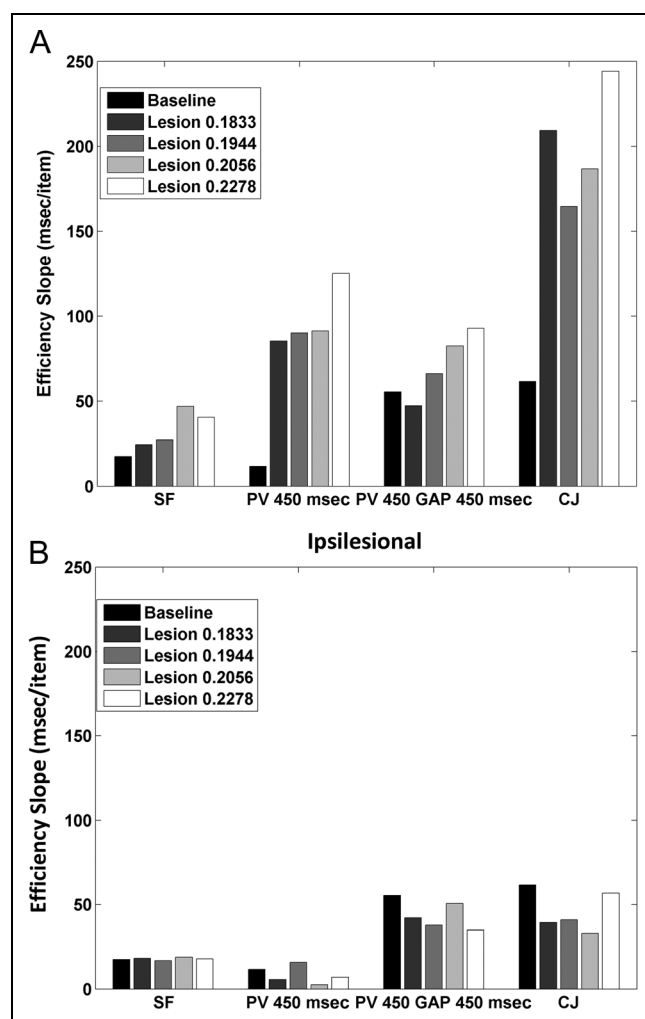 A
250
200
150
100
50
0
Efficiency Slope (msec/item)
Baseline
Lesion 0.1833
Lesion 0.1944
Lesion 0.2056
Lesion 0.2278
SF PV 450 msec PV 450 GAP 450 msec CJ
B
Ipsilesional
250
200
150
100
50
0
Efficiency Slope (msec/item)
Baseline
Lesion 0.1833
Lesion 0.1944
Lesion 0.2056
Lesion 0.2278
SF PV 450 msec PV 450 GAP 450 msec CJ